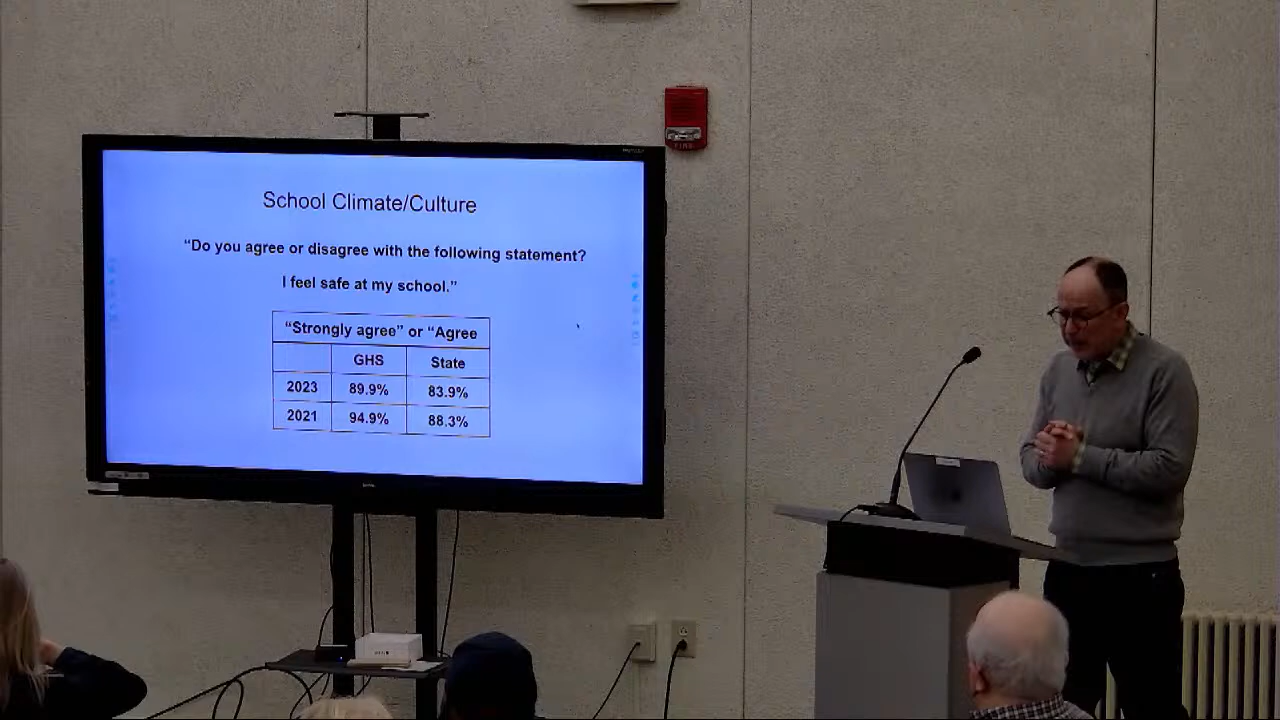 School Climate/Culture
“Do you agree or disagree with the following statement?
I feel safe at my school.”
“Strongly agree” or “Agree
GHS State
2023 89.9% 83.9%
2021 94.9% 88.3%
FIRE